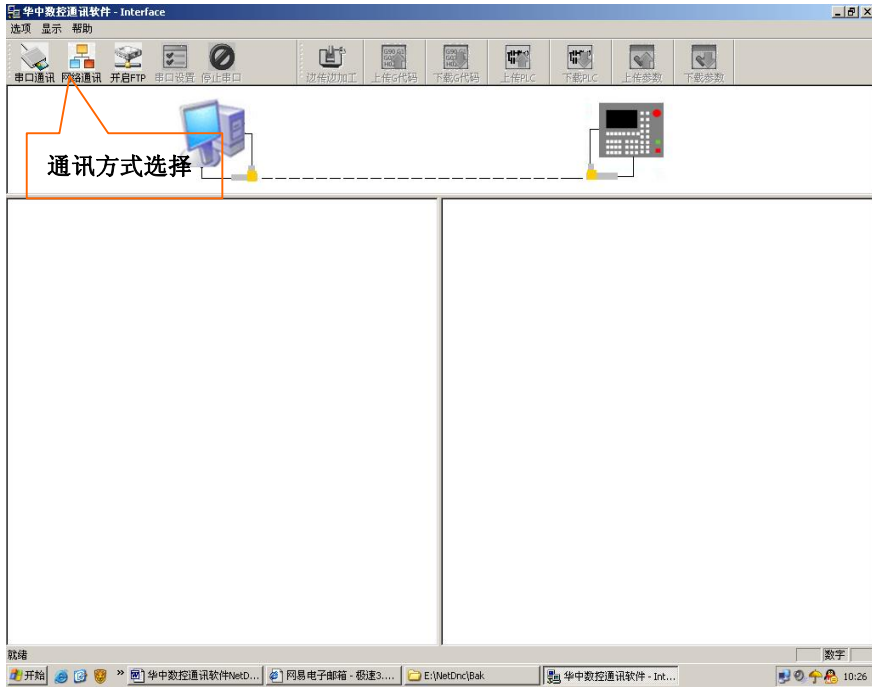 华中数控通讯软件 - Interface
选项 显示 帮助
串口通讯 网络通讯 开启FTP 串口设置 停止串口 边传边加工 上传G代码 下载G代码 上传PLC 下载PLC 上传参数 下载参数
通讯方式选择
就绪 数字
开始 » 华中数控通讯软件NetD... 网易电子邮箱 - 极速3.... E:\NetDnc\Bak 华中数控通讯软件 - Int... 10:26